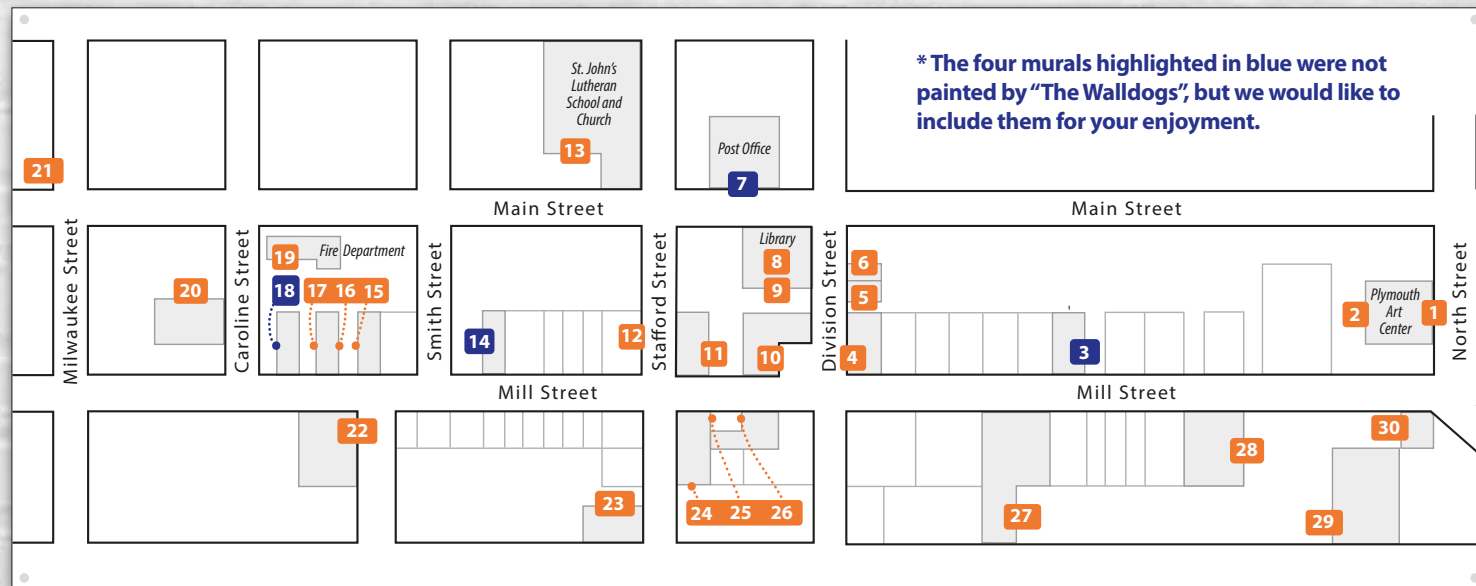 * The four murals highlighted in blue were not
painted by “The Walldogs”, but we would like to
include them for your enjoyment.
St. John’s
Lutheran
School and
Church
13
Post Office
7
21
Main Street
Main Street
Milwaukee Street
Caroline Street
Smith Street
Stafford Street
Division Street
North Street
19
Fire Department
18
17
16
15
20
14
12
Library
8
9
11
10
6
5
4
3
2
Plymouth
Art
Center
1
Mill Street
Mill Street
22
23
24
25
26
27
28
29
30